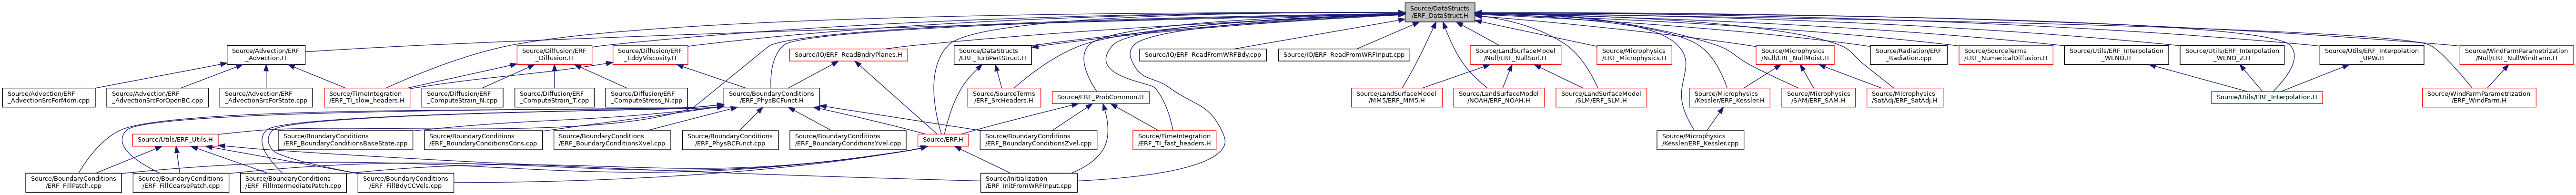 Source/DataStructs
/ERF_DataStruct.H
Source/Advection/ERF
_Advection.H
Source/Diffusion/ERF
_Diffusion.H
Source/Diffusion/ERF
_EddyViscosity.H
Source/IO/ERF_ReadBndryPlanes.H
Source/DataStructs
/ERF_TurbPertStruct.H
Source/IO/ERF_ReadFromWRFBdy.cpp
Source/IO/ERF_ReadFromWRFInput.cpp
Source/LandSurfaceModel
/Null/ERF_NullSurf.H
Source/Microphysics
/ERF_Microphysics.H
Source/Microphysics
/Null/ERF_NullMoist.H
Source/Radiation/ERF
_Radiation.cpp
Source/SourceTerms
/ERF_NumericalDiffusion.H
Source/Utils/ERF_Interpolation
_WENO.H
Source/Utils/ERF_Interpolation
_WENO_Z.H
Source/Utils/ERF_Interpolation
_UPW.H
Source/WindFarmParametrization
/Null/ERF_NullWindFarm.H
Source/Advection/ERF
_AdvectionSrcForMom.cpp
Source/Advection/ERF
_AdvectionSrcForOpenBC.cpp
Source/Advection/ERF
_AdvectionSrcForState.cpp
Source/TimeIntegration
/ERF_TI_slow_headers.H
Source/Diffusion/ERF
_ComputeStrain_N.cpp
Source/Diffusion/ERF
_ComputeStrain_T.cpp
Source/Diffusion/ERF
_ComputeStress_N.cpp
Source/BoundaryConditions
/ERF_PhysBCFunct.H
Source/SourceTerms
/ERF_SrcHeaders.H
Source/ERF_ProbCommon.H
Source/LandSurfaceModel
/MM5/ERF_MM5.H
Source/LandSurfaceModel
/NOAH/ERF_NOAH.H
Source/LandSurfaceModel
/SLM/ERF_SLM.H
Source/Microphysics
/Kessler/ERF_Kessler.H
Source/Microphysics
/SAM/ERF_SAM.H
Source/Microphysics
/SatAdj/ERF_SatAdj.H
Source/Utils/ERF_Interpolation.H
Source/WindFarmParametrization
/ERF_WindFarm.H
Source/Utils/ERF_Utils.H
Source/BoundaryConditions
/ERF_BoundaryConditionsBaseState.cpp
Source/BoundaryConditions
/ERF_BoundaryConditionsCons.cpp
Source/BoundaryConditions
/ERF_BoundaryConditionsXvel.cpp
Source/BoundaryConditions
/ERF_PhysBCFunct.cpp
Source/BoundaryConditions
/ERF_BoundaryConditionsYvel.cpp
Source/ERF.H
Source/BoundaryConditions
/ERF_BoundaryConditionsZvel.cpp
Source/TimeIntegration
/ERF_TI_fast_headers.H
Source/Microphysics
/Kessler/ERF_Kessler.cpp
Source/BoundaryConditions
/ERF_FillPatch.cpp
Source/BoundaryConditions
/ERF_FillCoarsePatch.cpp
Source/BoundaryConditions
/ERF_FillIntermediatePatch.cpp
Source/BoundaryConditions
/ERF_FillBdyCCVels.cpp
Source/Initialization
/ERF_InitFromWRFInput.cpp